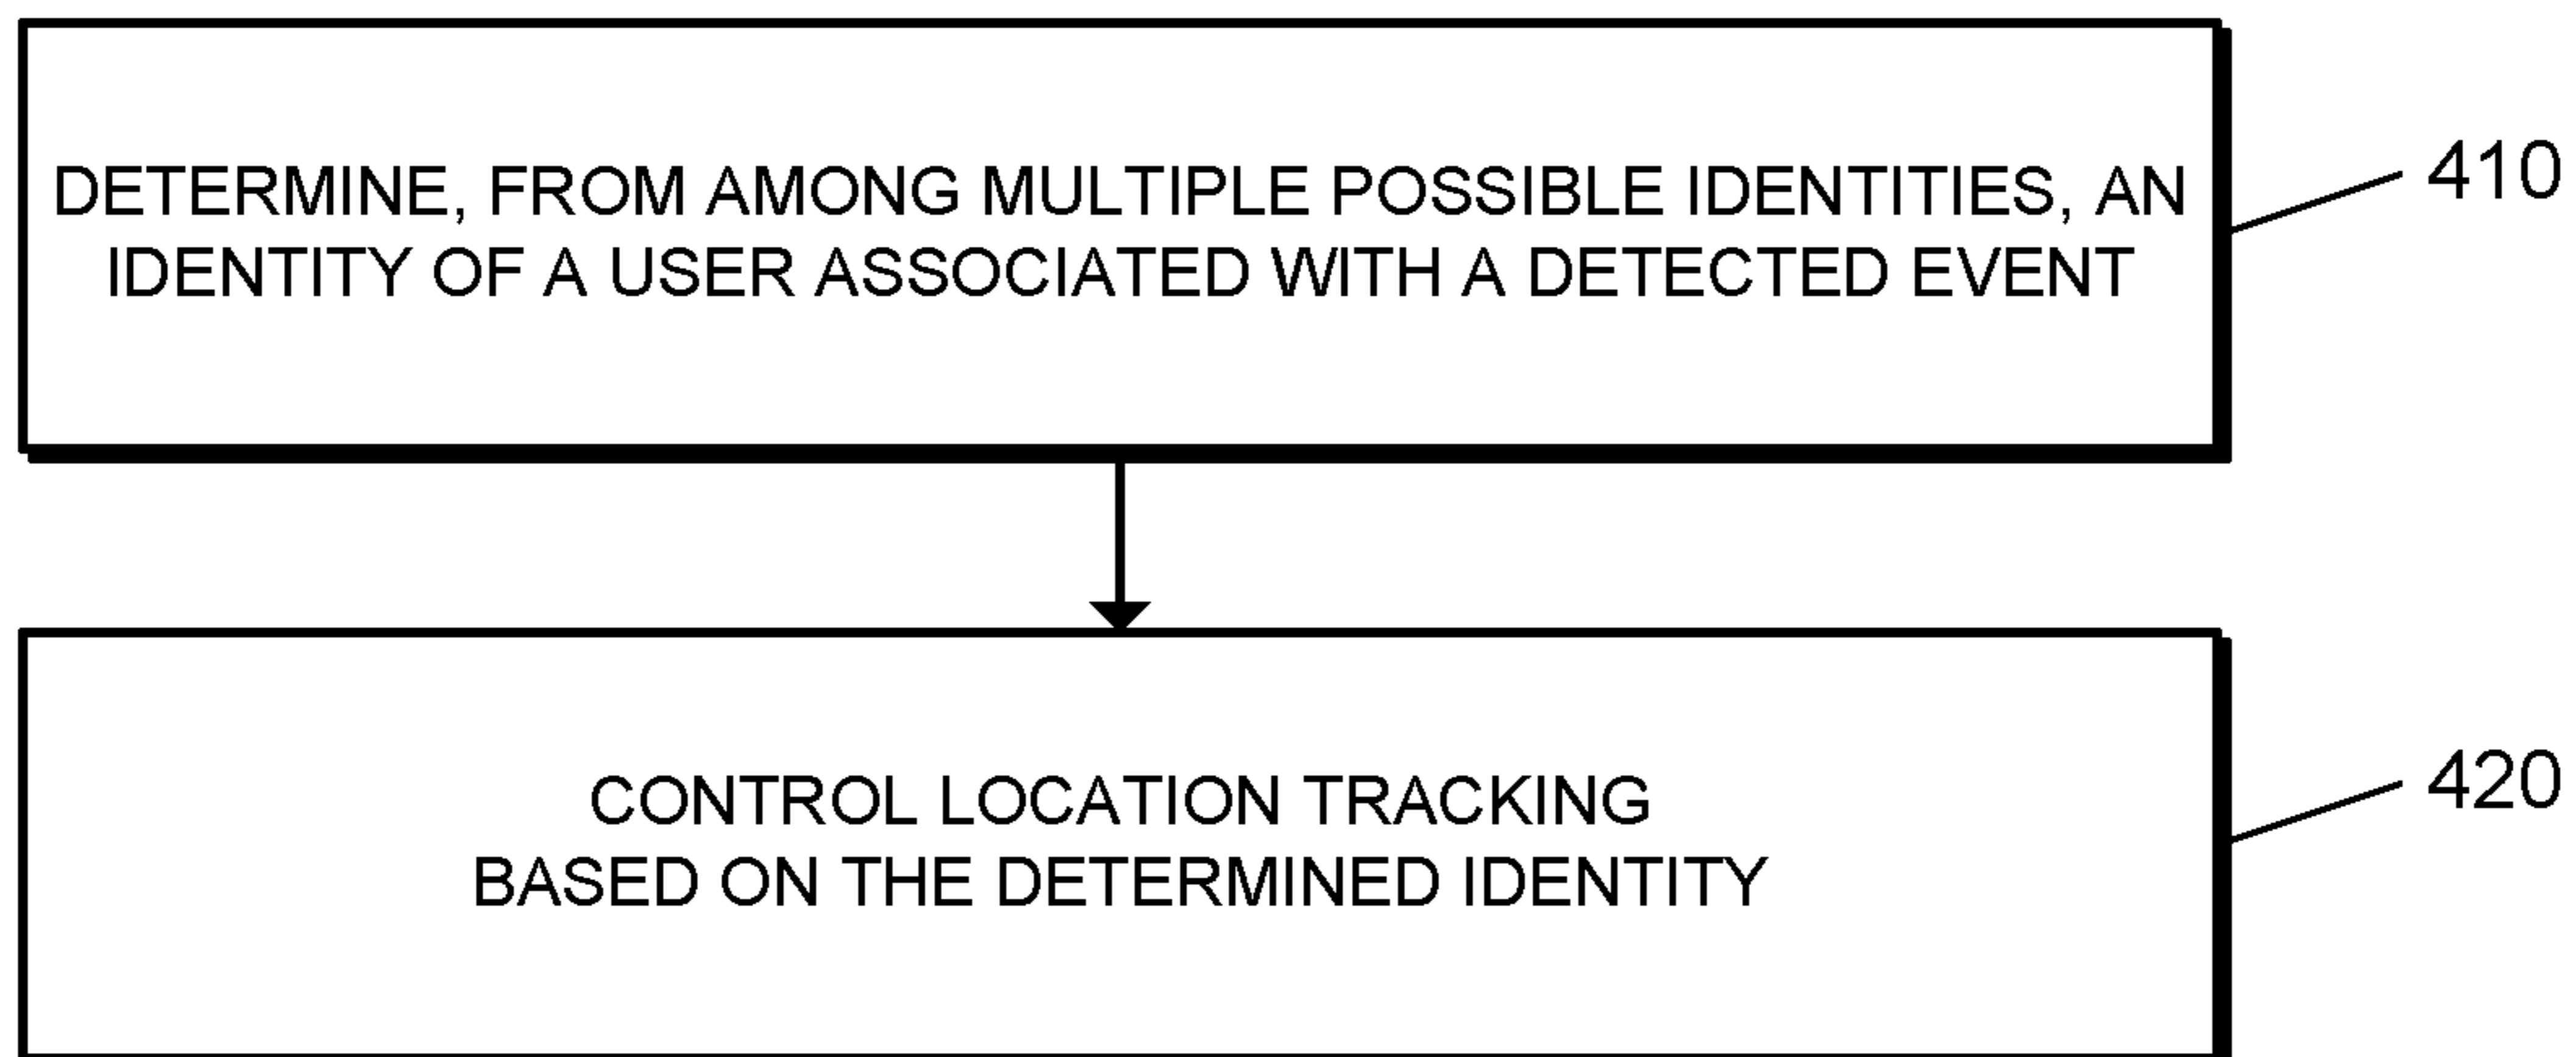 DETERMINE, FROM AMONG MULTIPLE POSSIBLE IDENTITIES, AN
IDENTITY OF A USER ASSOCIATED WITH A DETECTED EVENT
410
CONTROL LOCATION TRACKING
BASED ON THE DETERMINED IDENTITY
420